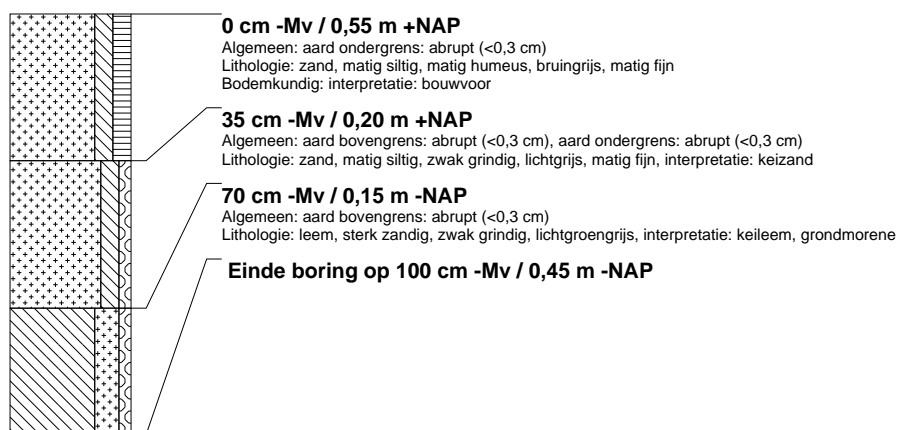 0 cm -Mv / 0,55 m +NAP
Algemeen: aard ondergrens: abrupt (<0,3 cm)
Lithologie: zand, matig siltig, matig humeus, bruingrijs, matig fijn
Bodemkundig: interpretatie: bouwvoor
35 cm -Mv / 0,20 m +NAP
Algemeen: aard bovengrens: abrupt (<0,3 cm), aard ondergrens: abrupt (<0,3 cm)
Lithologie: zand, matig siltig, zwak grindig, lichtgrijs, matig fijn, interpretatie: keizand
70 cm -Mv / 0,15 m -NAP
Algemeen: aard bovengrens: abrupt (<0,3 cm)
Lithologie: leem, sterk zandig, zwak grindig, lichtgroengrijs, interpretatie: keileem, grondmorene
Einde boring op 100 cm -Mv / 0,45 m -NAP